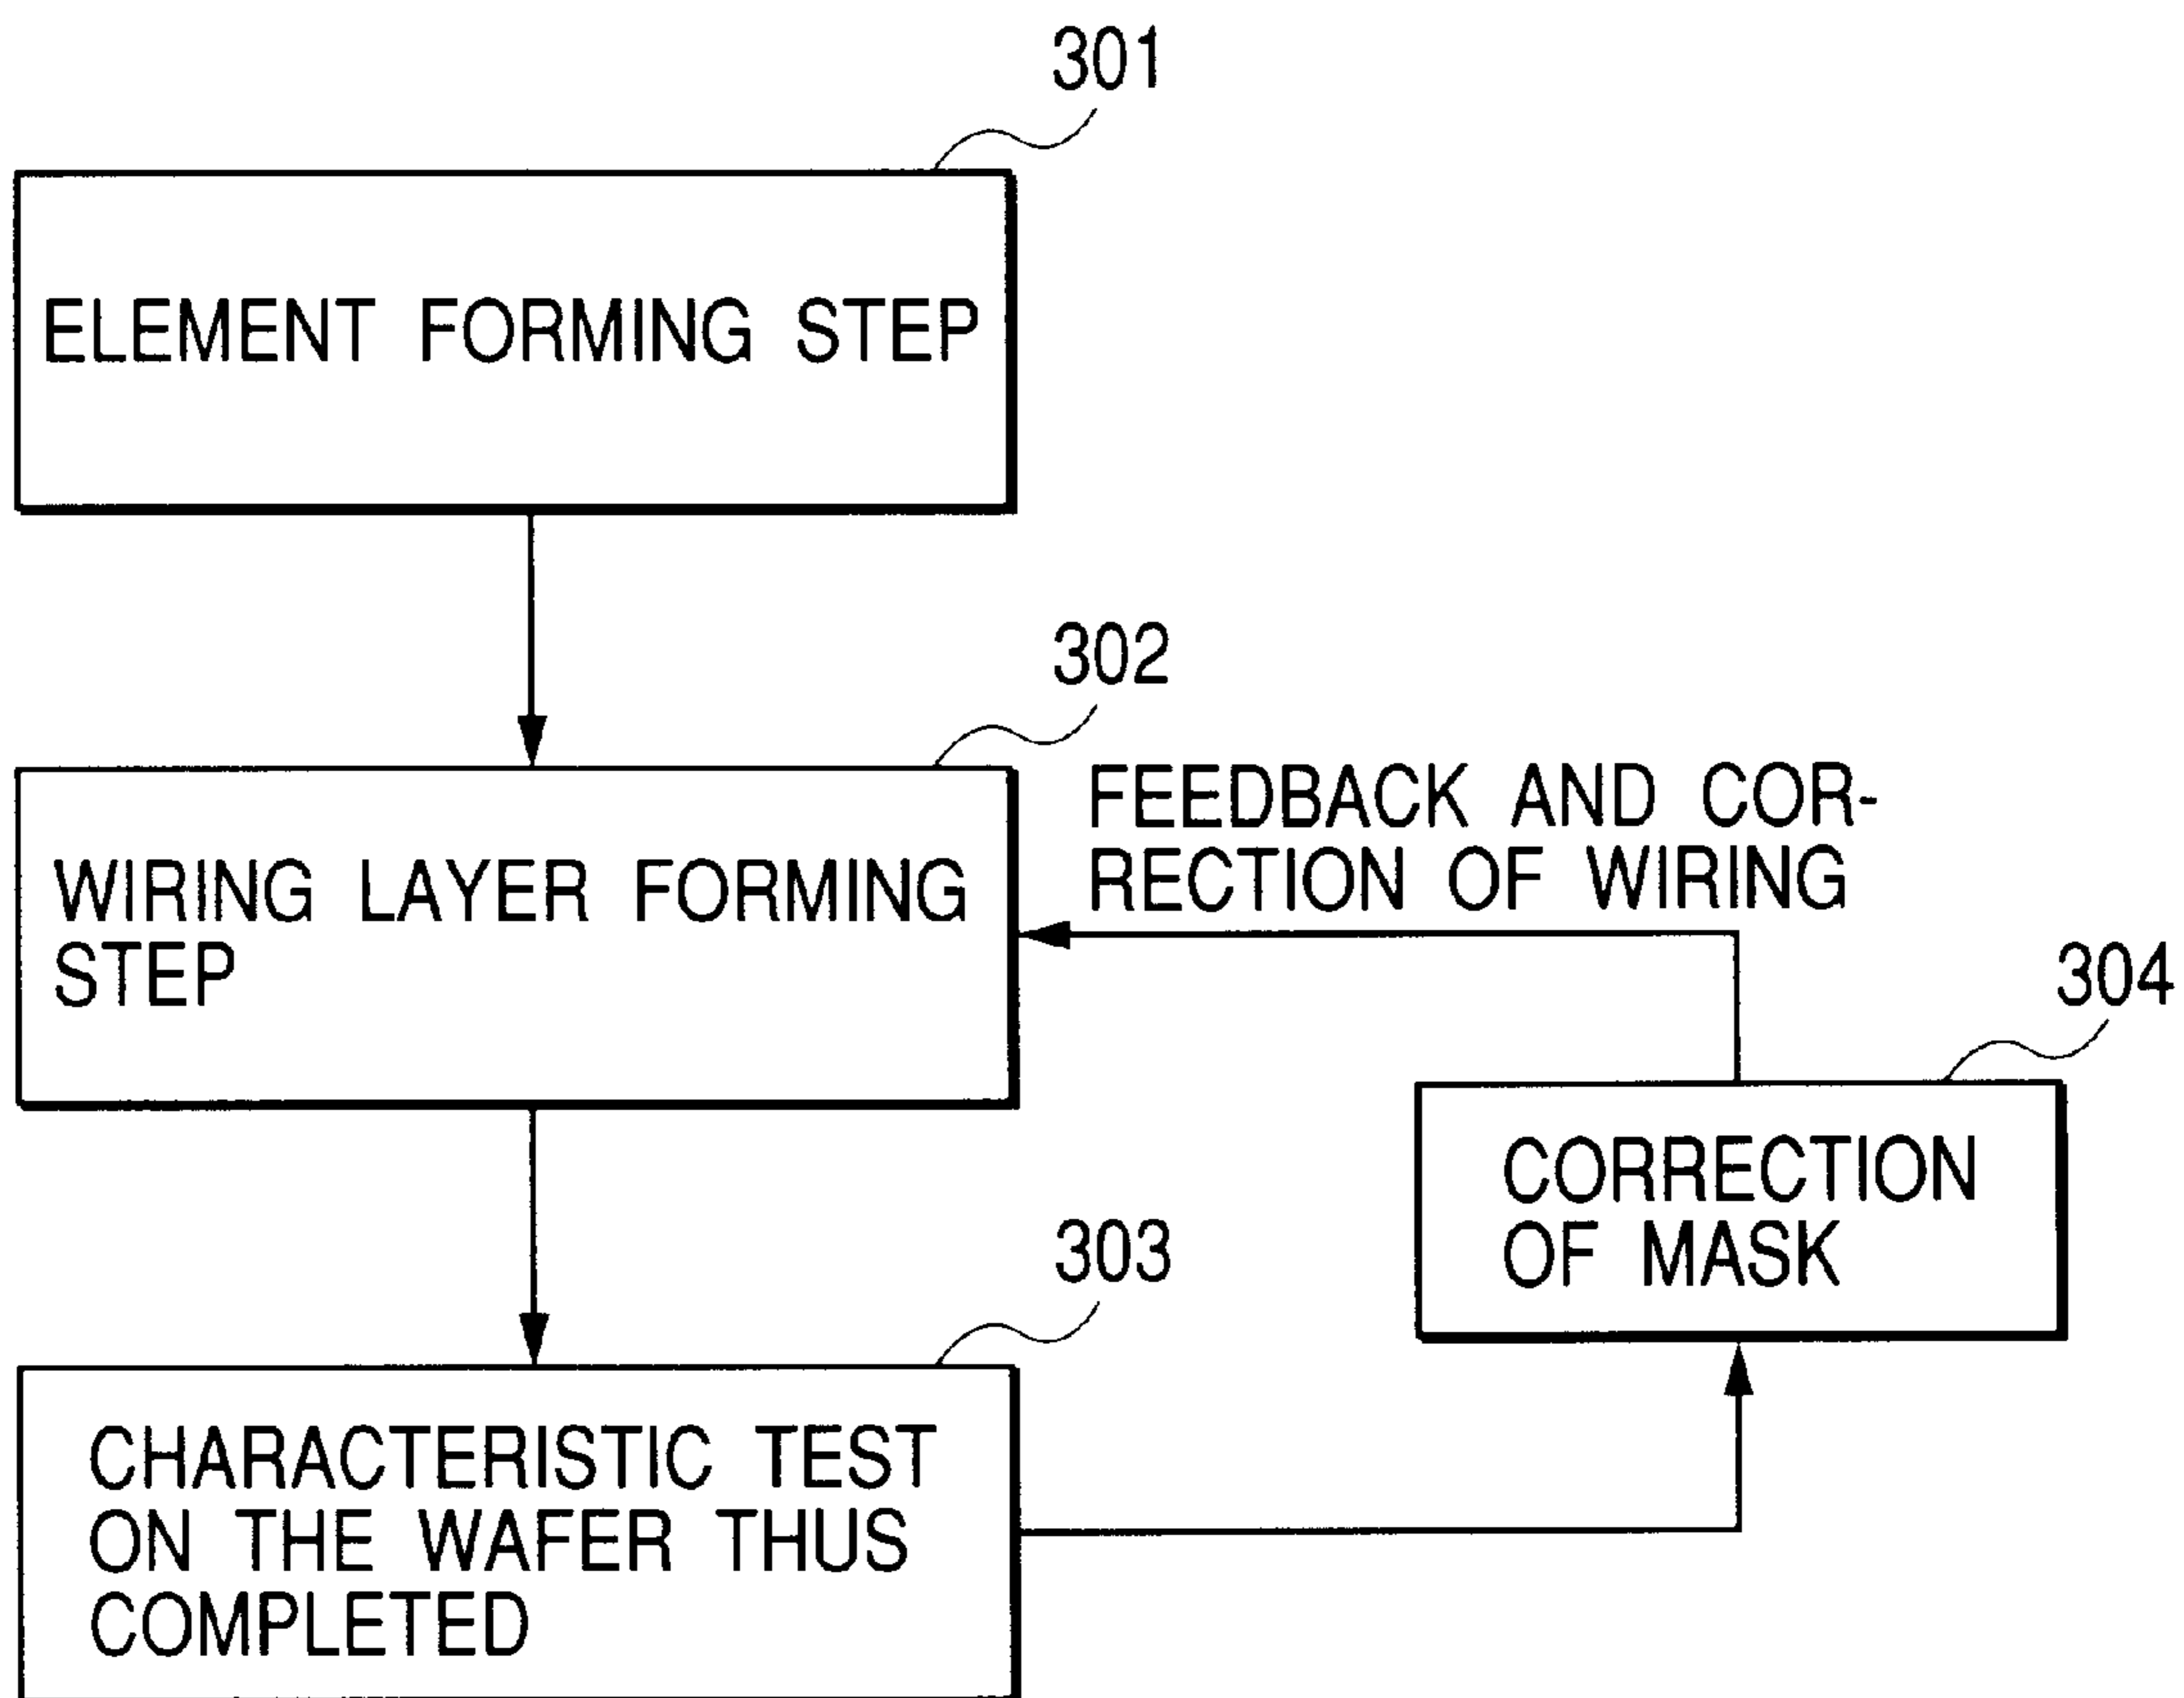 301
ELEMENT FORMING STEP
302
WIRING LAYER FORMING
STEP
FEEDBACK AND COR-
RECTION OF WIRING
304
CORRECTION
OF MASK
303
CHARACTERISTIC TEST
ON THE WAFER THUS
COMPLETED